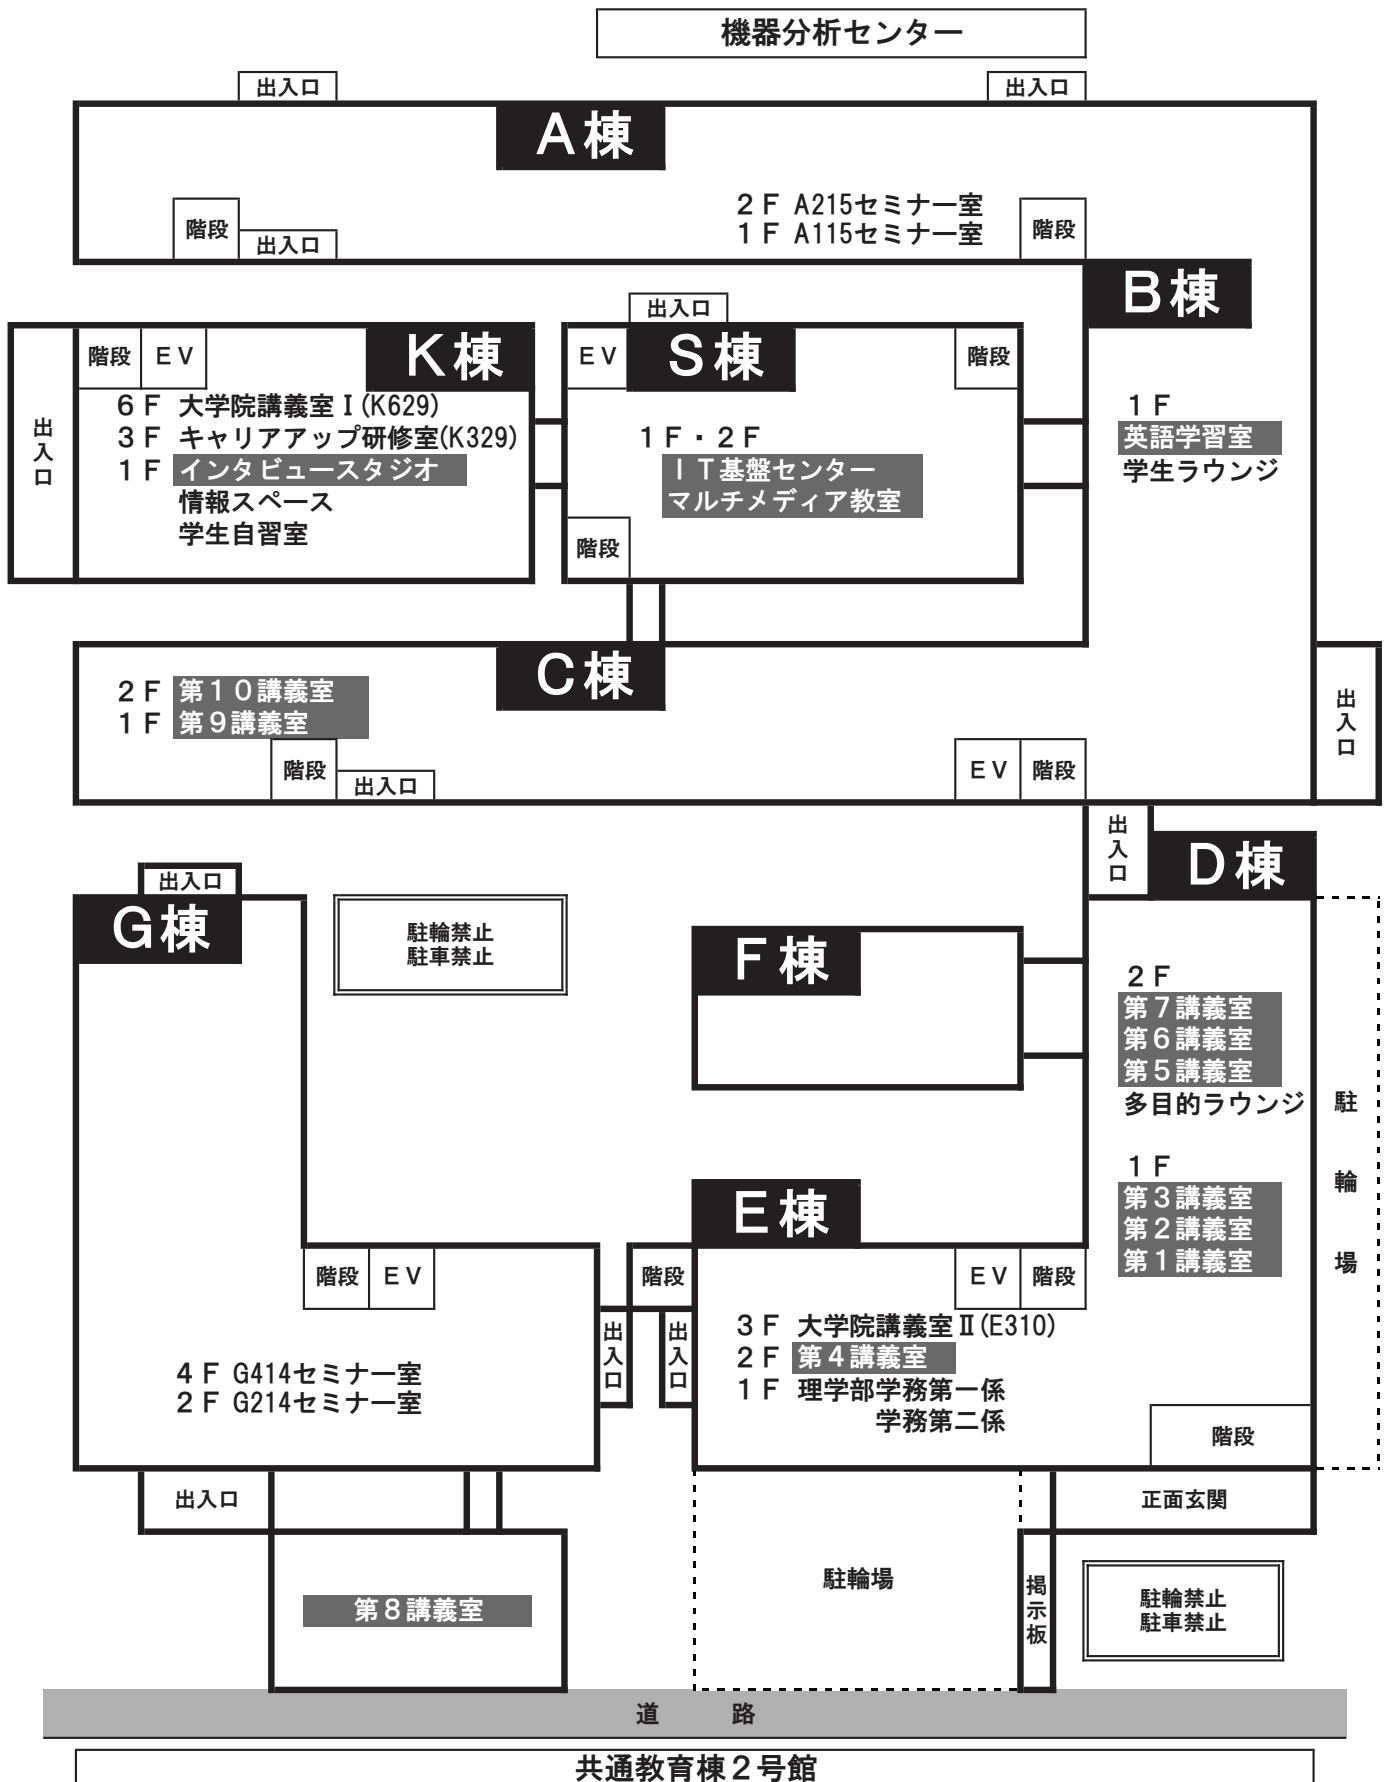 機器分析センター
出入口
出入口
A棟
2F A215セミナー室
1F A115セミナー室
階段
出入口
階段
B棟
1F
英語学習室
学生ラウンジ
K棟
階段
EV
6F 大学院講義室Ⅰ(K629)
3F キャリアアップ研修室(K329)
1F インタビュースタジオ
情報スペース
学生自習室
出入口
出入口
EV
S棟
階段
1F・2F
IT基盤センター
マルチメディア教室
階段
C棟
2F 第10講義室
1F 第9講義室
階段
出入口
EV
階段
出入口
出入口
D棟
2F
第7講義室
第6講義室
第5講義室
多目的ラウンジ
1F
第3講義室
第2講義室
第1講義室
駐輪場
出入口
G棟
駐輪禁止
駐車禁止
F棟
E棟
階段
EV
階段
EV
階段
出入口
出入口
4F G414セミナー室
2F G214セミナー室
3F 大学院講義室Ⅱ(E310)
2F 第4講義室
1F 理学部学務第一係
学務第二係
階段
出入口
正面玄関
第8講義室
駐輪場
掲示板
駐輪禁止
駐車禁止
道 路
共通教育棟2号館